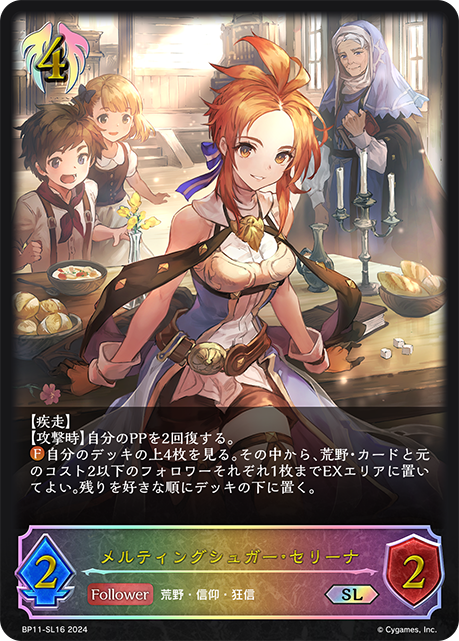 4
【疾走】
【攻撃時】自分のPPを2回復する。
F 自分のデッキの上4枚を見る。その中から、荒野・カードと元
のコスト2以下のフォロワーそれぞれ1枚までEXエリアに置い
てよい。残りを好きな順にデッキの下に置く。
メルティングシュガー・セリーナ
2
Follower 荒野・信仰・狂信
SL
2
BP11-SL16 2024
© Cygames, Inc.